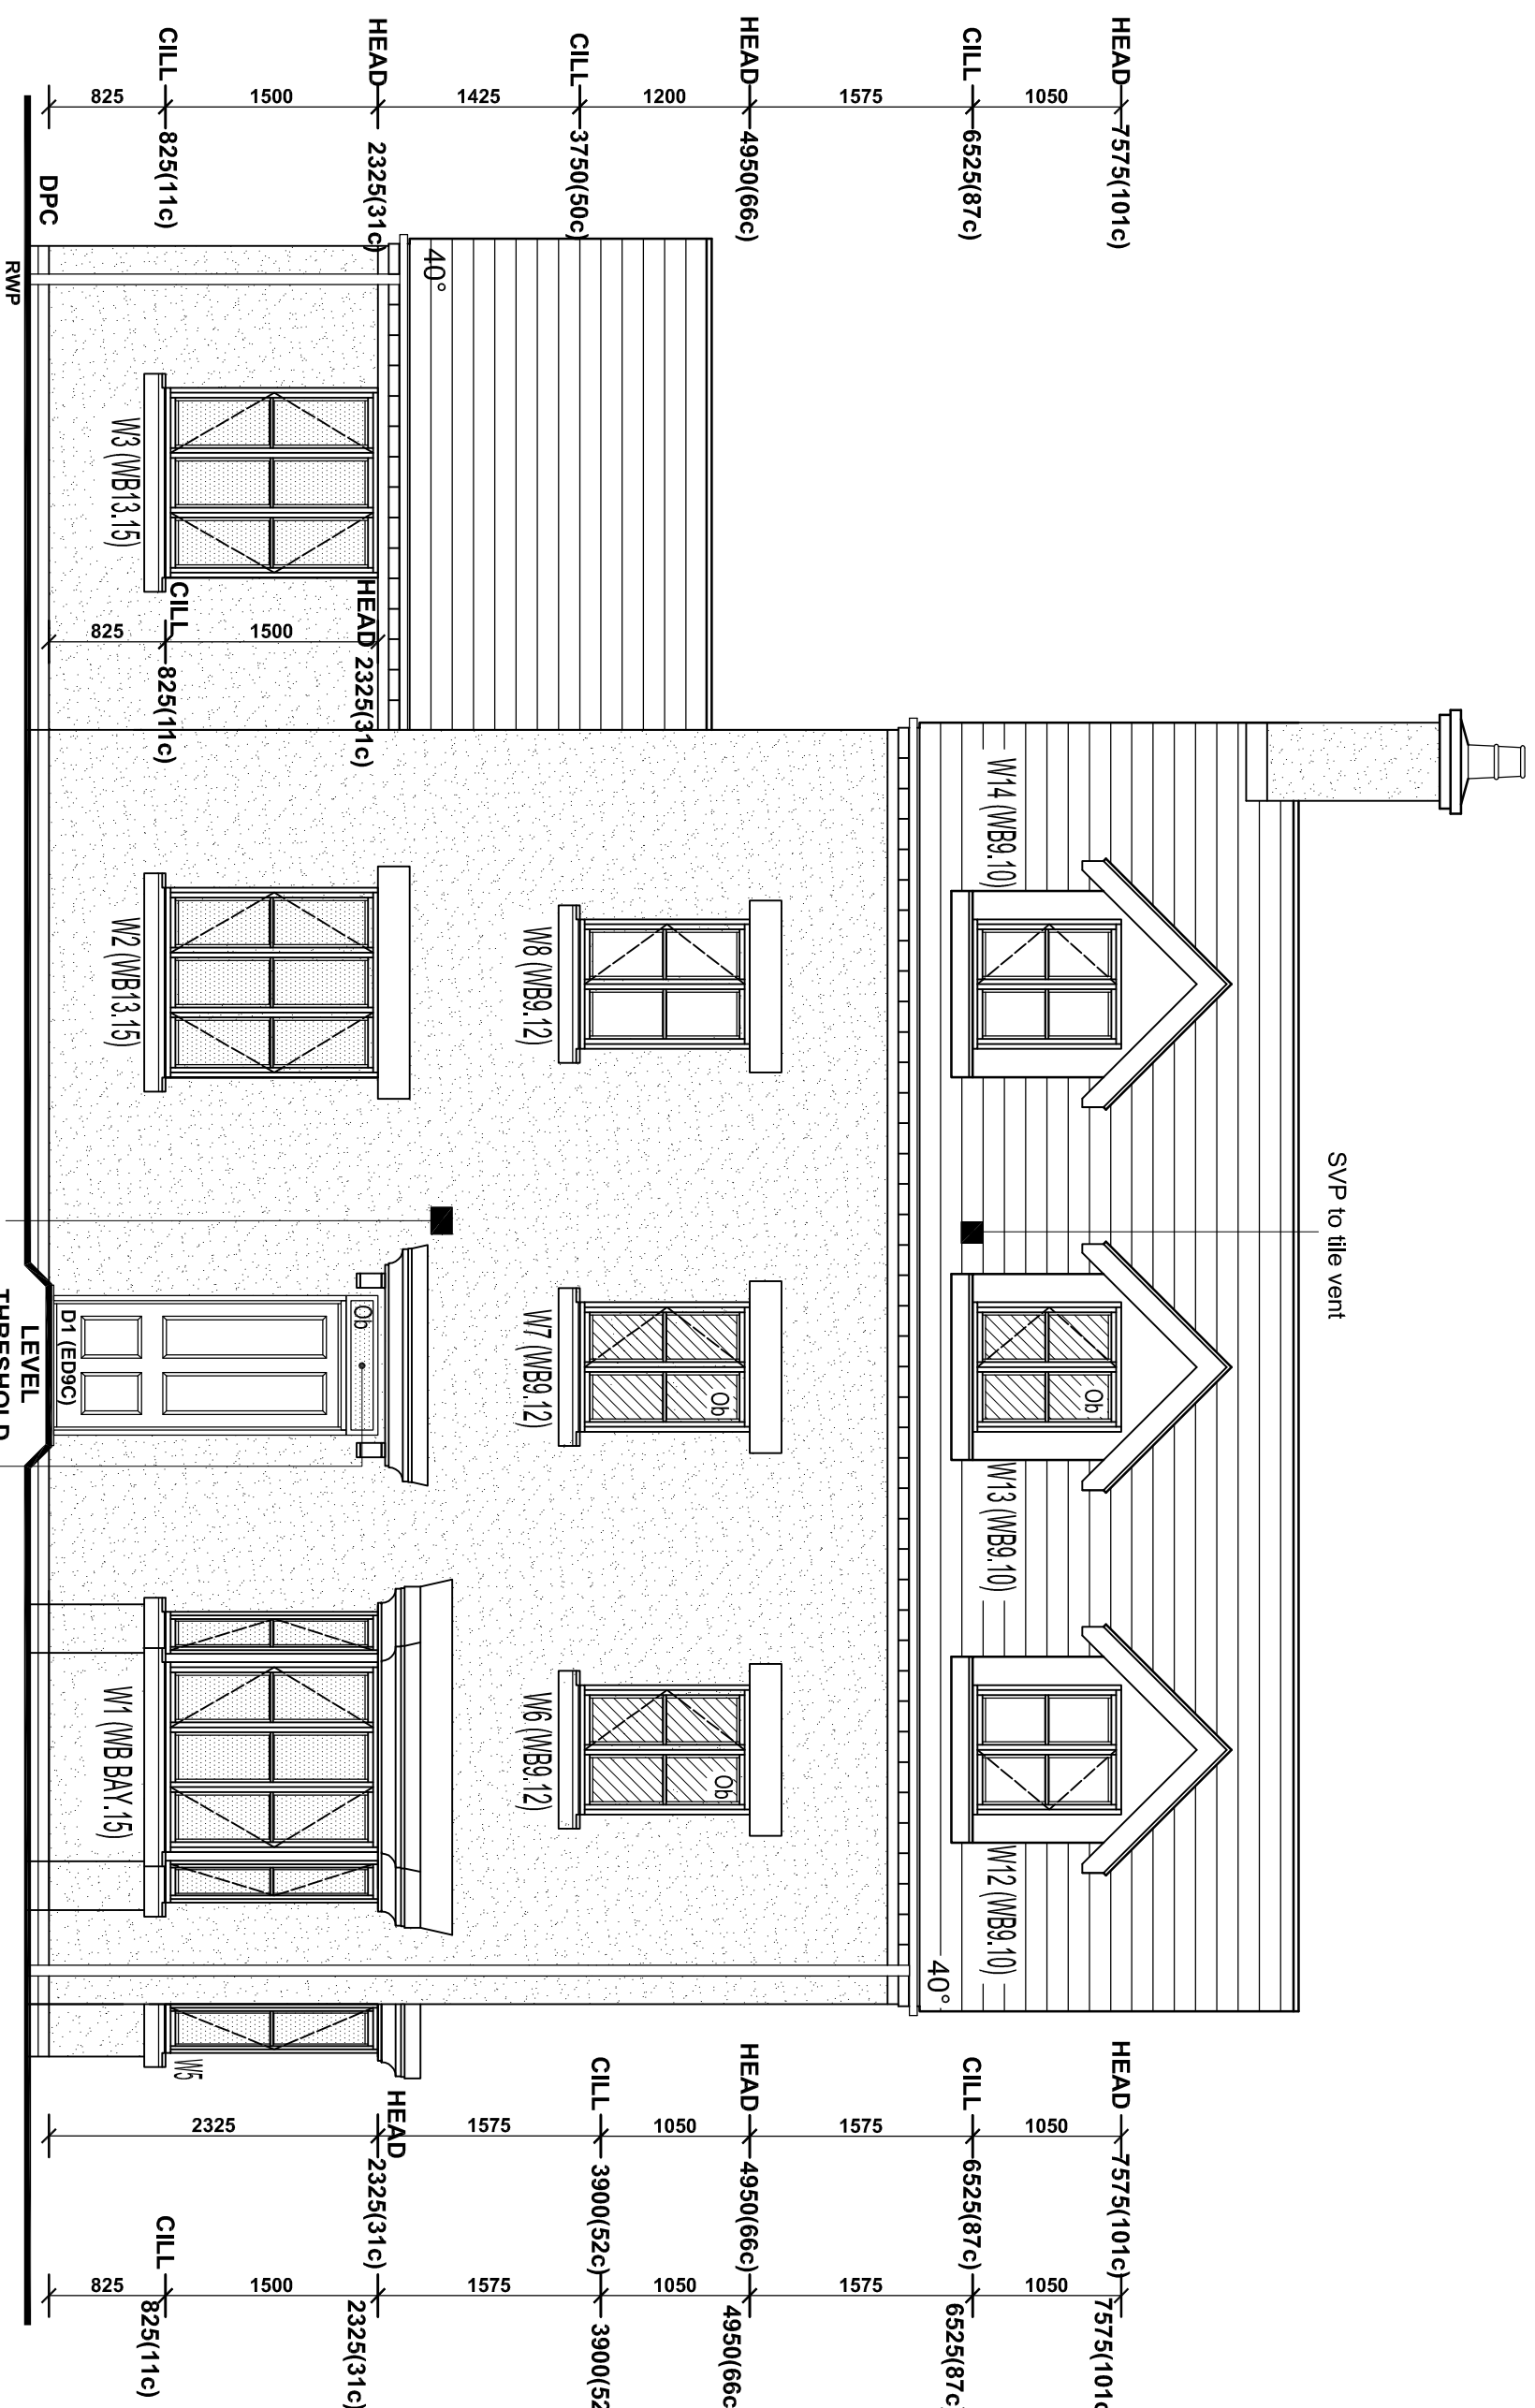 SVP to tile vent
HEAD
7575(101c)
1050
CILL
6525(87c)
1575
HEAD
4950(66c)
1200
CILL
3750(50c)
1425
HEAD
2325(31c)
1500
CILL
825(11c)
825
DPC
RWP
40°
W3 (WB13.15)
HEAD 2325(31c)
1500
CILL
825(11c)
825
W14 (WB9.10)
W13 (WB9.10)
W12 (WB9.10)
Ob
40°
W8 (WB9.12)
W7 (WB9.12)
Ob
W6 (WB9.12)
Ob
W2 (WB13.15)
Ob
D1 (ED9C)
LEVEL
THRESHOLD
W1 (WB BAY.15)
W5
HEAD
7575(101c)
1050
CILL
6525(87c)
1575
HEAD
4950(66c)
1050
CILL
3900(52c)
1575
HEAD
2325(31c)
2325
7575(101c
1050
6525(87c
1575
4950(66c
1050
3900(52
1575
2325(31c)
1500
CILL
825(11c)
825